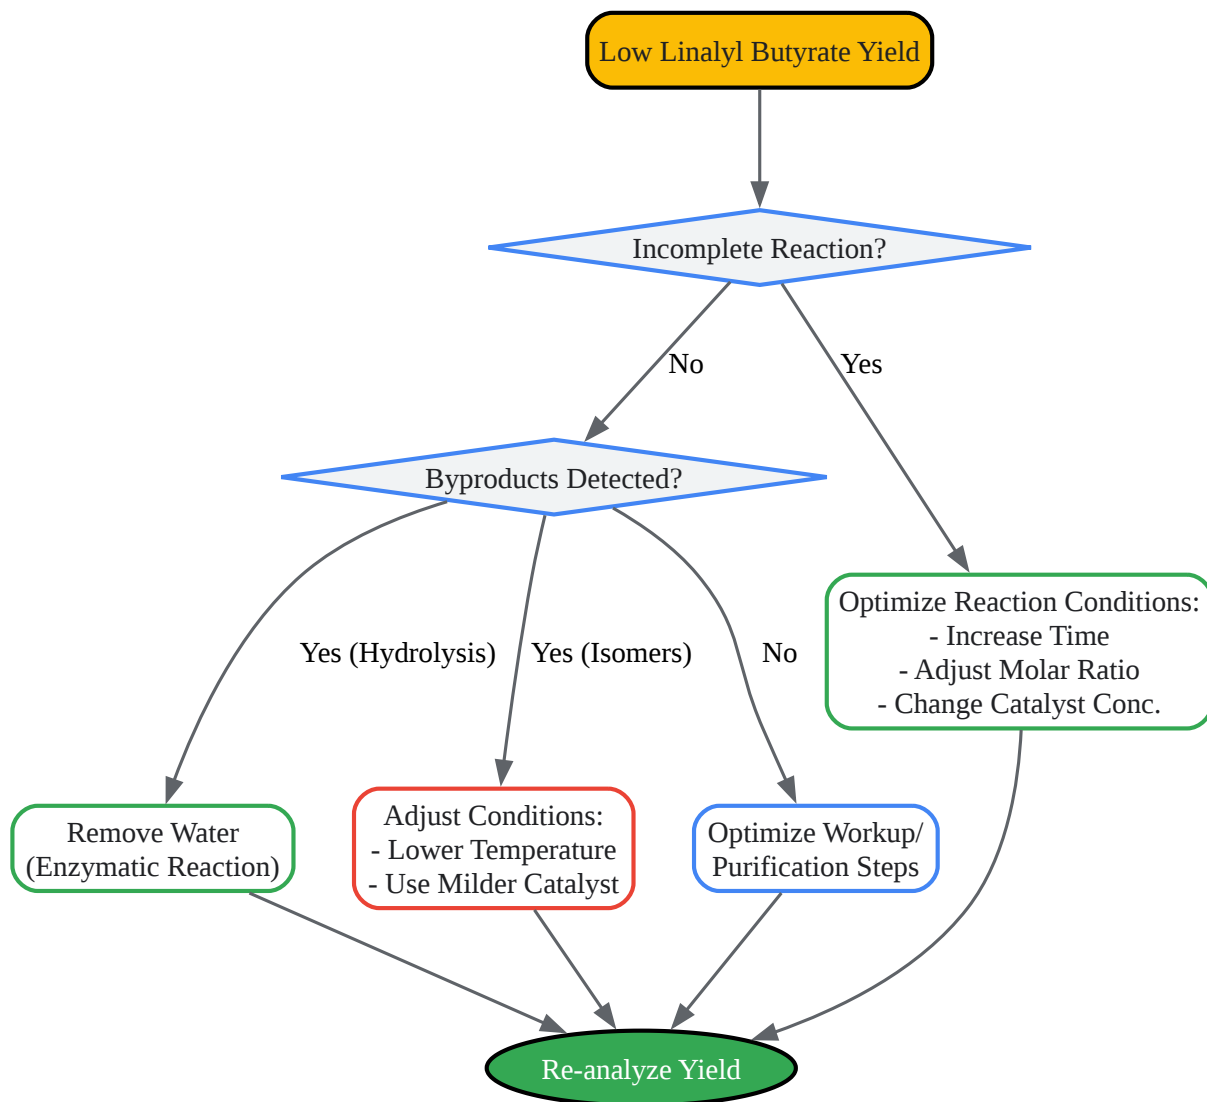 Low Linalyl Butyrate Yield
Incomplete Reaction?
No
Yes
Byproducts Detected?
Optimize Reaction Conditions:
- Increase Time
- Adjust Molar Ratio
- Change Catalyst Conc.
Yes (Hydrolysis)
Yes (Isomers)
No
Remove Water
(Enzymatic Reaction)
Adjust Conditions:
- Lower Temperature
- Use Milder Catalyst
Optimize Workup/
Purification Steps
Re-analyze Yield